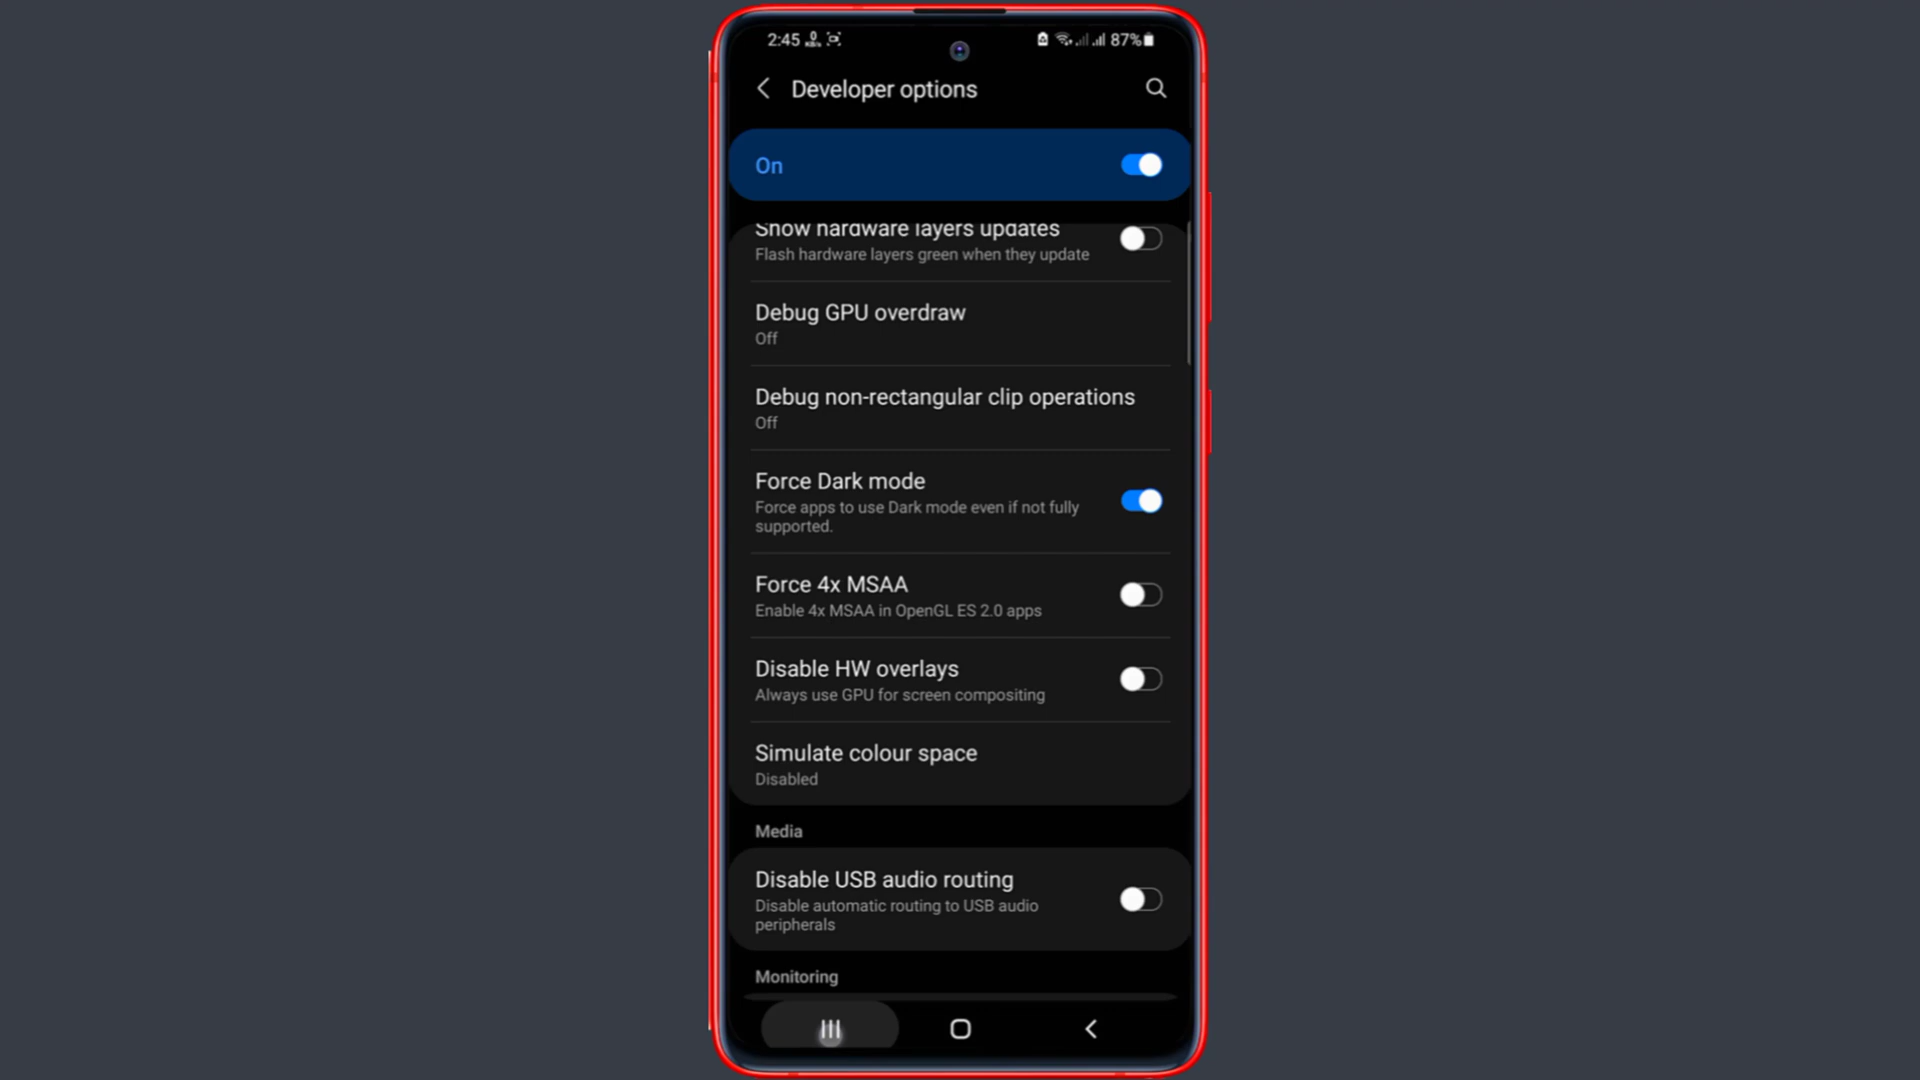 2:45 0 KB/s 87%
Developer options
On
Show hardware layers updates
Flash hardware layers green when they update
Debug GPU overdraw
Off
Debug non-rectangular clip operations
Off
Force Dark mode
Force apps to use Dark mode even if not fully
supported.
Force 4x MSAA
Enable 4x MSAA in OpenGL ES 2.0 apps
Disable HW overlays
Always use GPU for screen compositing
Simulate colour space
Disabled
Media
Disable USB audio routing
Disable automatic routing to USB audio
peripherals
Monitoring